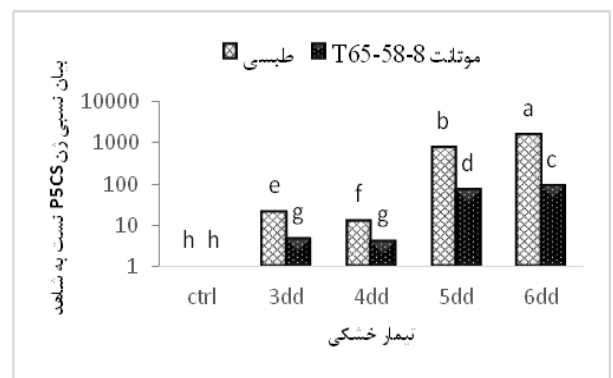 طبسی موتانت T65-58-8
بیان نسبی ژن P5CS نست به شاهد
10000
1000
100
10
1
h h
e
g
f
g
b
d
a
c
ctrl 3dd 4dd 5dd 6dd
تیمار خشکی